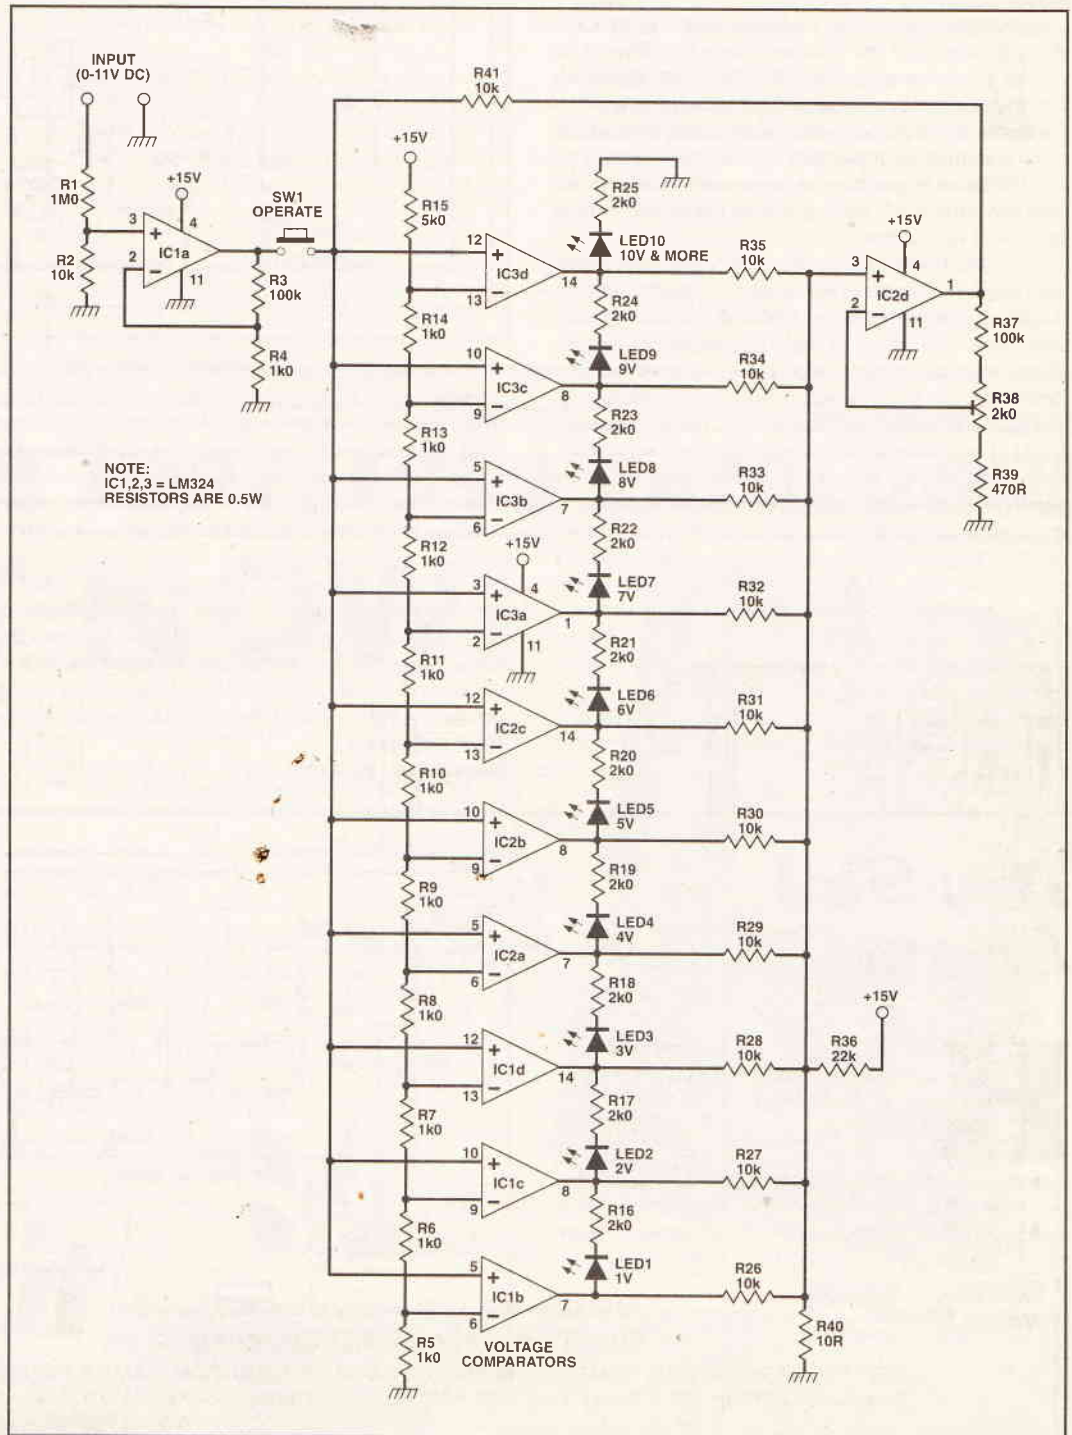 INPUT
(0-11V DC)
R41
10k
+15V
R1
1M0
+15V
3
+
4
IC1a
2
−
11
R2
10k
SW1
OPERATE
R3
100k
R4
1k0
NOTE:
IC1,2,3 = LM324
RESISTORS ARE 0.5W
R15
5k0
R14
1k0
R13
1k0
R12
1k0
R11
1k0
R10
1k0
R9
1k0
R8
1k0
R7
1k0
R6
1k0
R5
1k0
12
+
IC3d
13
−
14
10
+
IC3c
9
−
8
5
+
IC3b
6
−
7
+15V
3
+
4
IC3a
2
−
1
11
12
+
IC2c
13
−
14
10
+
IC2b
9
−
8
5
+
IC2a
6
−
7
12
+
IC1d
13
−
14
10
+
IC1c
9
−
8
5
+
IC1b
6
−
7
VOLTAGE
COMPARATORS
R25
2k0
LED10
10V & MORE
R24
2k0
LED9
9V
R23
2k0
LED8
8V
R22
2k0
LED7
7V
R21
2k0
LED6
6V
R20
2k0
LED5
5V
R19
2k0
LED4
4V
R18
2k0
LED3
3V
R17
2k0
LED2
2V
R16
2k0
LED1
1V
R35
10k
R34
10k
R33
10k
R32
10k
R31
10k
R30
10k
R29
10k
R28
10k
R27
10k
R26
10k
+15V
3
+
4
IC2d
2
−
1
11
R37
100k
R38
2k0
R39
470R
+15V
R36
22k
R40
10R